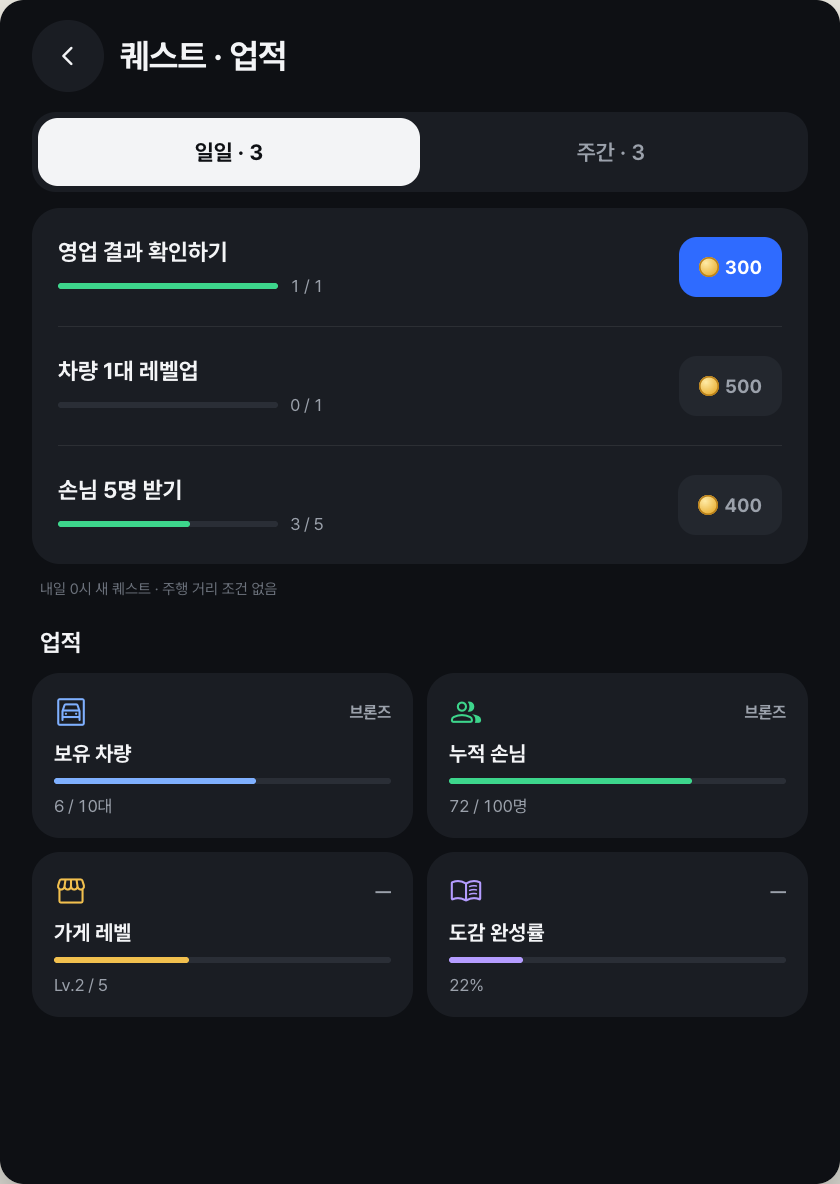 퀘스트 · 업적
일일 · 3
주간 · 3
영업 결과 확인하기
1 / 1
300
차량 1대 레벨업
0 / 1
500
손님 5명 받기
3 / 5
400
내일 0시 새 퀘스트 · 주행 거리 조건 없음
업적
브론즈
보유 차량
6 / 10대
브론즈
누적 손님
72 / 100명
—
가게 레벨
Lv.2 / 5
—
도감 완성률
22%